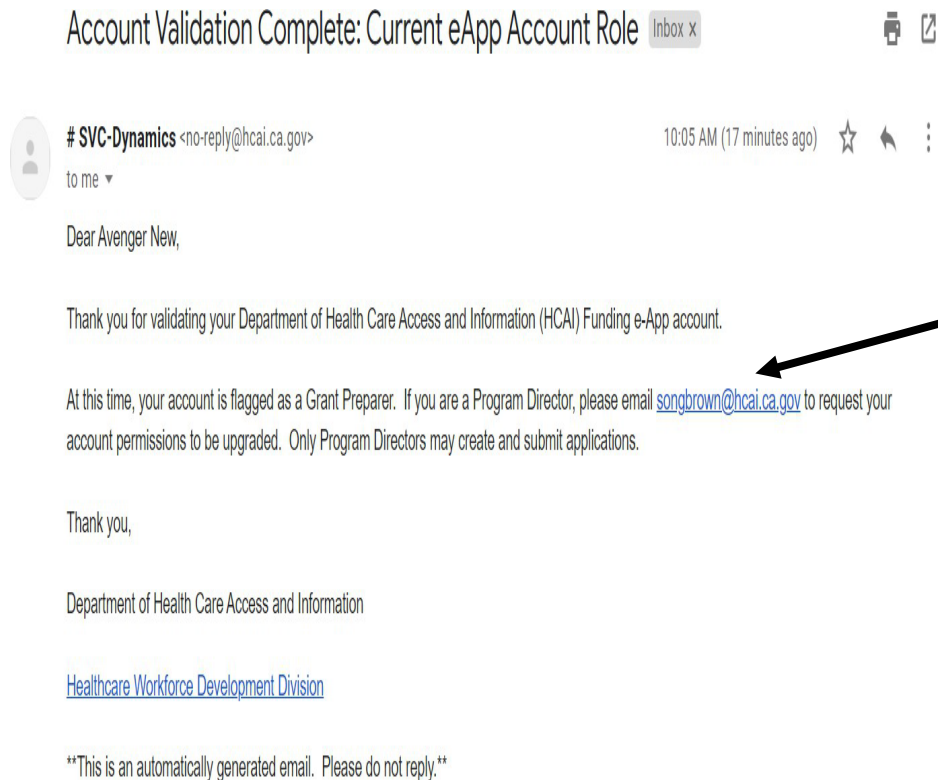 Account Validation Complete: Current eApp Account Role Inbox x
# SVC-Dynamics <no-reply@hcai.ca.gov> 10:05 AM (17 minutes ago)
to me
Dear Avenger New,
Thank you for validating your Department of Health Care Access and Information (HCAI) Funding e-App account.
At this time, your account is flagged as a Grant Preparer. If you are a Program Director, please email songbrown@hcai.ca.gov to request your
account permissions to be upgraded. Only Program Directors may create and submit applications.
Thank you,
Department of Health Care Access and Information
Healthcare Workforce Development Division
**This is an automatically generated email. Please do not reply.**